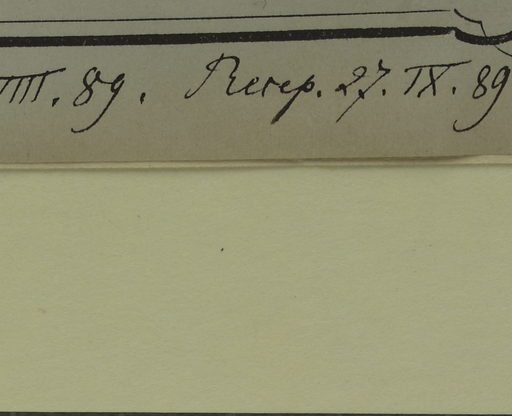 VIII. 89. Recep. 27. IX. 89